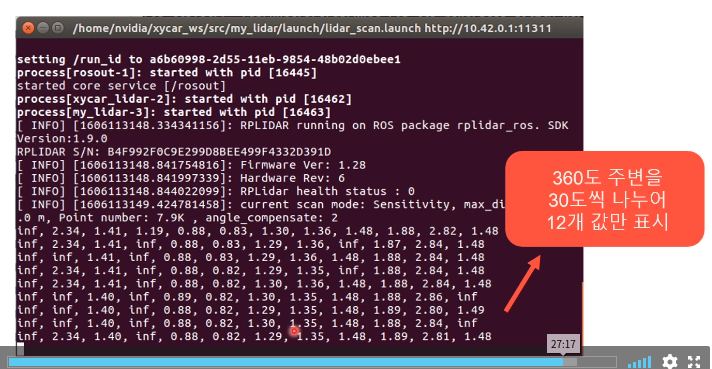 /home/nvidia/xycar_ws/src/my_lidar/launch/lidar_scan.launch http://10.42.0.1:11311
setting /run_id to a6b60998-2d55-11eb-9854-48b02d0ebee1
process[rosout-1]: started with pid [16445]
started core service [/rosout]
process[xycar_lidar-2]: started with pid [16462]
process[my_lidar-3]: started with pid [16463]
[ INFO] [1606113148.334341156]: RPLIDAR running on ROS package rplidar_ros. SDK
Version:1.9.0
RPLIDAR S/N: B4F992F0C9E299D8BEE499F4332D391D
[ INFO] [1606113148.841754816]: Firmware Ver: 1.28
[ INFO] [1606113148.841997339]: Hardware Rev: 6
[ INFO] [1606113148.844022099]: RPLidar health status : 0
[ INFO] [1606113149.424781458]: current scan mode: Sensitivity, max_di
.0 m, Point number: 7.9K , angle_compensate: 2
inf, 2.34, 1.41, 1.19, 0.88, 0.83, 1.30, 1.36, 1.48, 1.88, 2.82, 1.48
inf, 2.34, 1.41, inf, 0.88, 0.83, 1.29, 1.36, inf, 1.87, 2.84, 1.48
inf, inf, 1.41, inf, 0.88, 0.83, 1.29, 1.36, 1.48, 1.88, 2.84, 1.48
inf, 2.34, 1.41, inf, 0.88, 0.82, 1.29, 1.35, inf, 1.88, 2.84, 1.48
inf, 2.34, 1.41, inf, 0.88, 0.82, 1.30, 1.36, 1.48, 1.88, 2.84, 1.48
inf, inf, 1.40, inf, 0.89, 0.82, 1.30, 1.35, 1.48, 1.88, 2.86, inf
inf, inf, 1.40, inf, 0.88, 0.82, 1.29, 1.35, 1.48, 1.89, 2.80, 1.49
inf, inf, 1.40, inf, 0.88, 0.82, 1.30, 1.35, 1.48, 1.88, 2.84, inf
inf, 2.34, 1.40, inf, 0.88, 0.82, 1.29, 1.35, 1.48, 1.89, 2.81, 1.48
360도 주변을
30도씩 나누어
12개 값만 표시
27:17